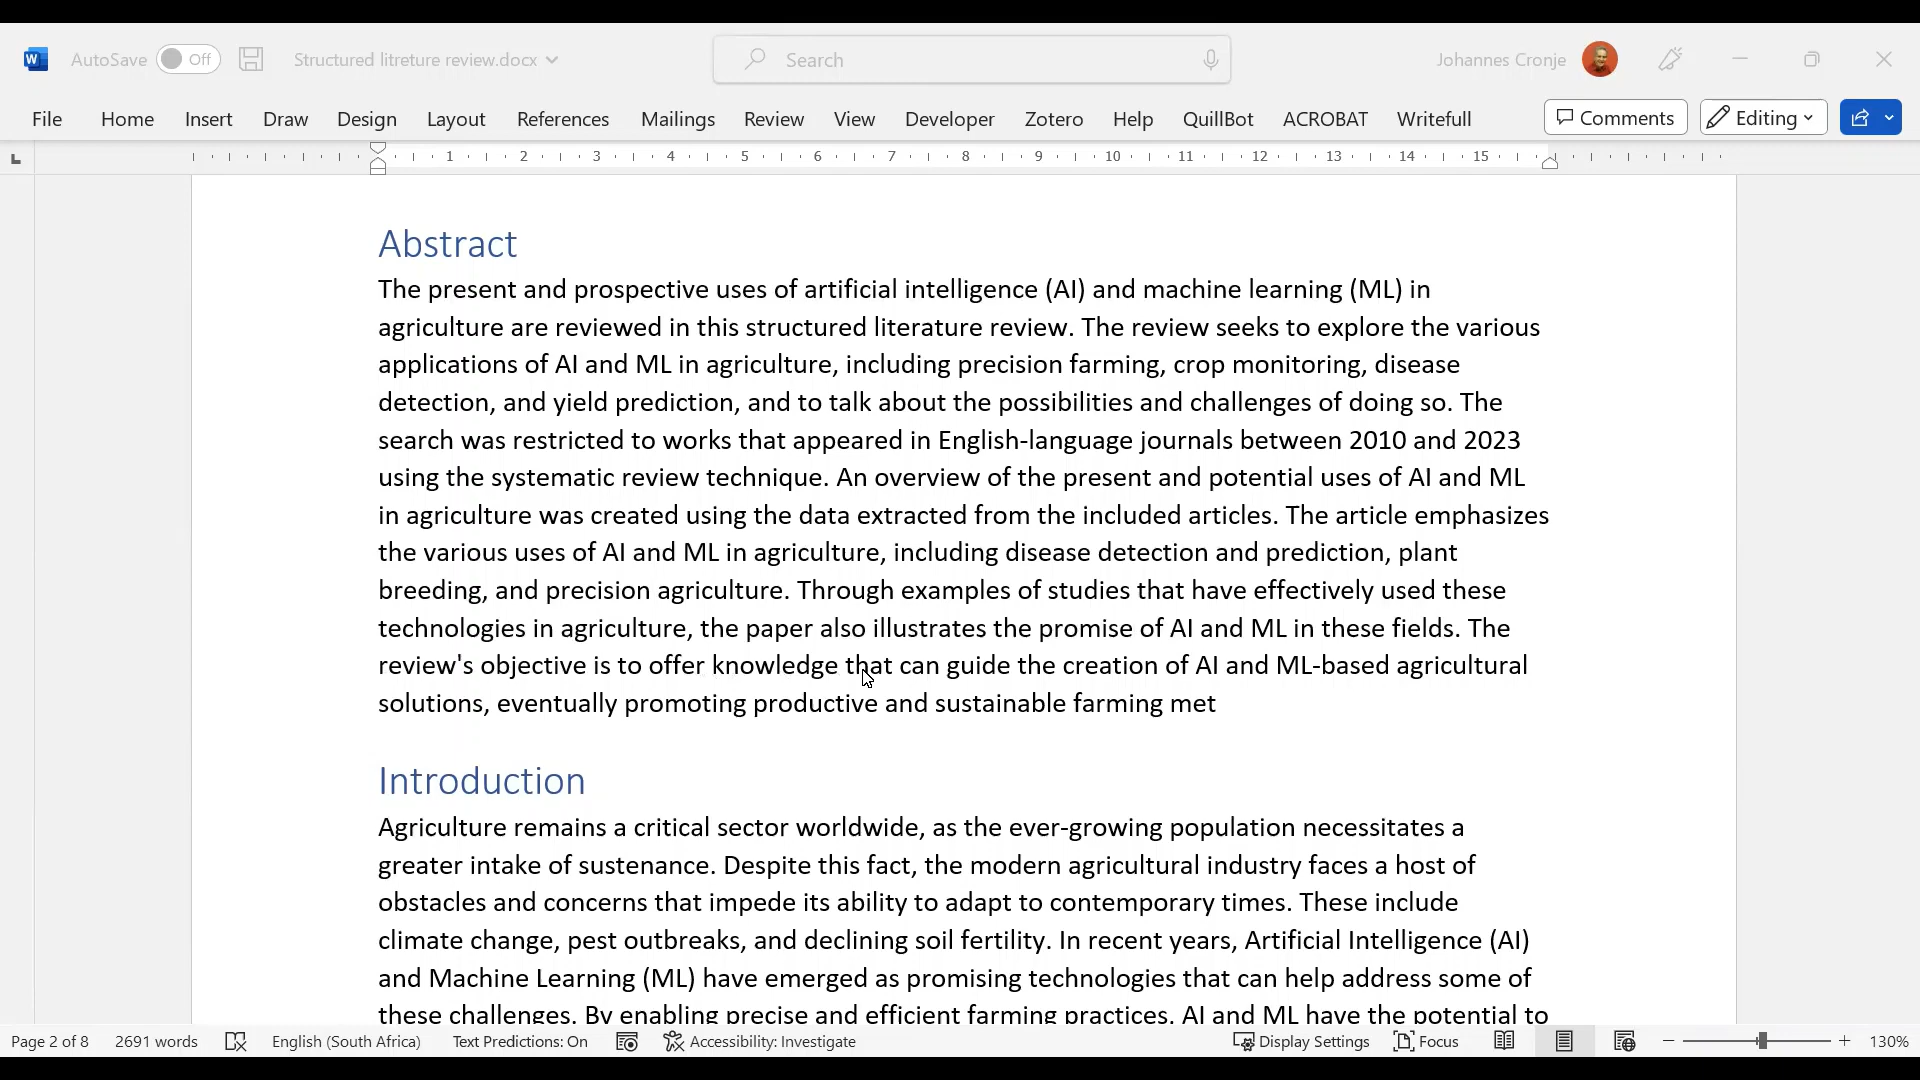 AutoSave Off Structured litreture review.docx Search Johannes Cronje
File Home Insert Draw Design Layout References Mailings Review View Developer Zotero Help QuillBot ACROBAT Writefull Comments Editing
1 2 3 4 5 6 7 8 9 10 11 12 13 14 15
Abstract
The present and prospective uses of artificial intelligence (AI) and machine learning (ML) in
agriculture are reviewed in this structured literature review. The review seeks to explore the various
applications of AI and ML in agriculture, including precision farming, crop monitoring, disease
detection, and yield prediction, and to talk about the possibilities and challenges of doing so. The
search was restricted to works that appeared in English-language journals between 2010 and 2023
using the systematic review technique. An overview of the present and potential uses of AI and ML
in agriculture was created using the data extracted from the included articles. The article emphasizes
the various uses of AI and ML in agriculture, including disease detection and prediction, plant
breeding, and precision agriculture. Through examples of studies that have effectively used these
technologies in agriculture, the paper also illustrates the promise of AI and ML in these fields. The
review's objective is to offer knowledge that can guide the creation of AI and ML-based agricultural
solutions, eventually promoting productive and sustainable farming met
Introduction
Agriculture remains a critical sector worldwide, as the ever-growing population necessitates a
greater intake of sustenance. Despite this fact, the modern agricultural industry faces a host of
obstacles and concerns that impede its ability to adapt to contemporary times. These include
climate change, pest outbreaks, and declining soil fertility. In recent years, Artificial Intelligence (AI)
and Machine Learning (ML) have emerged as promising technologies that can help address some of
these challenges. By enabling precise and efficient farming practices, AI and ML have the potential to
Page 2 of 8 2691 words English (South Africa) Text Predictions: On Accessibility: Investigate Display Settings Focus 130%